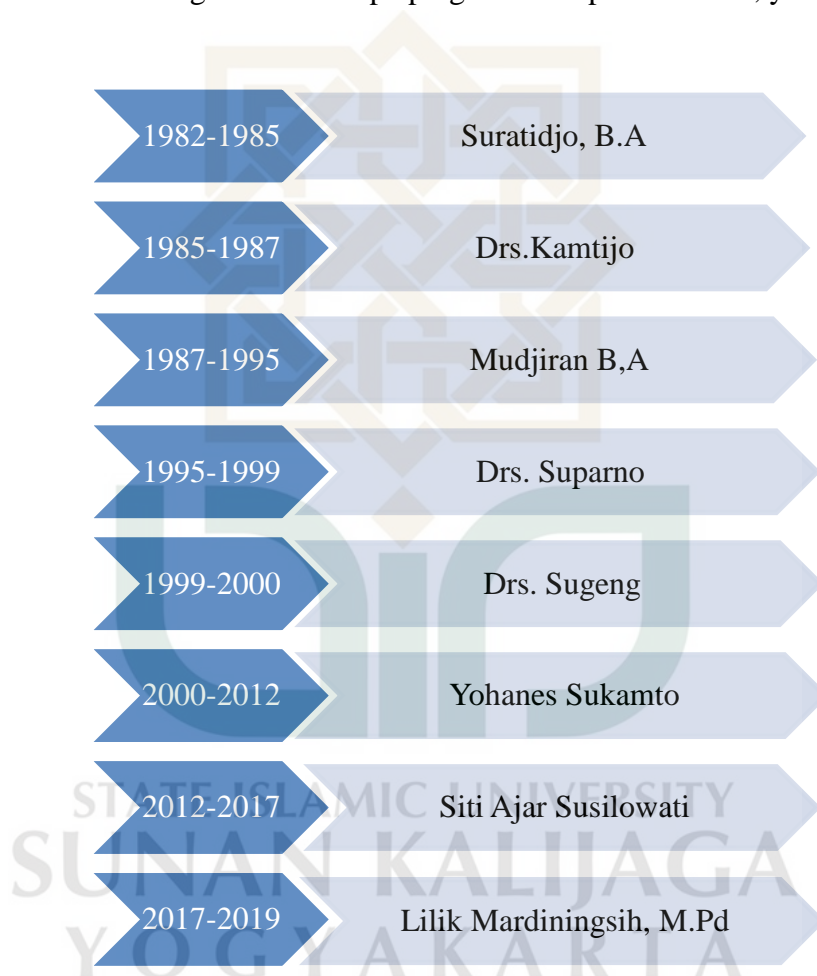 1982-1985 Suratidjo, B.A
1985-1987 Drs.Kamtijo
1987-1995 Mudjiran B,A
1995-1999 Drs. Suparno
1999-2000 Drs. Sugeng
2000-2012 Yohanes Sukamto
2012-2017 Siti Ajar Susilowati
2017-2019 Lilik Mardiningsih, M.Pd
STATE ISLAMIC UNIVERSITY
SUNAN KALIJAGA
YOGYAKARTA